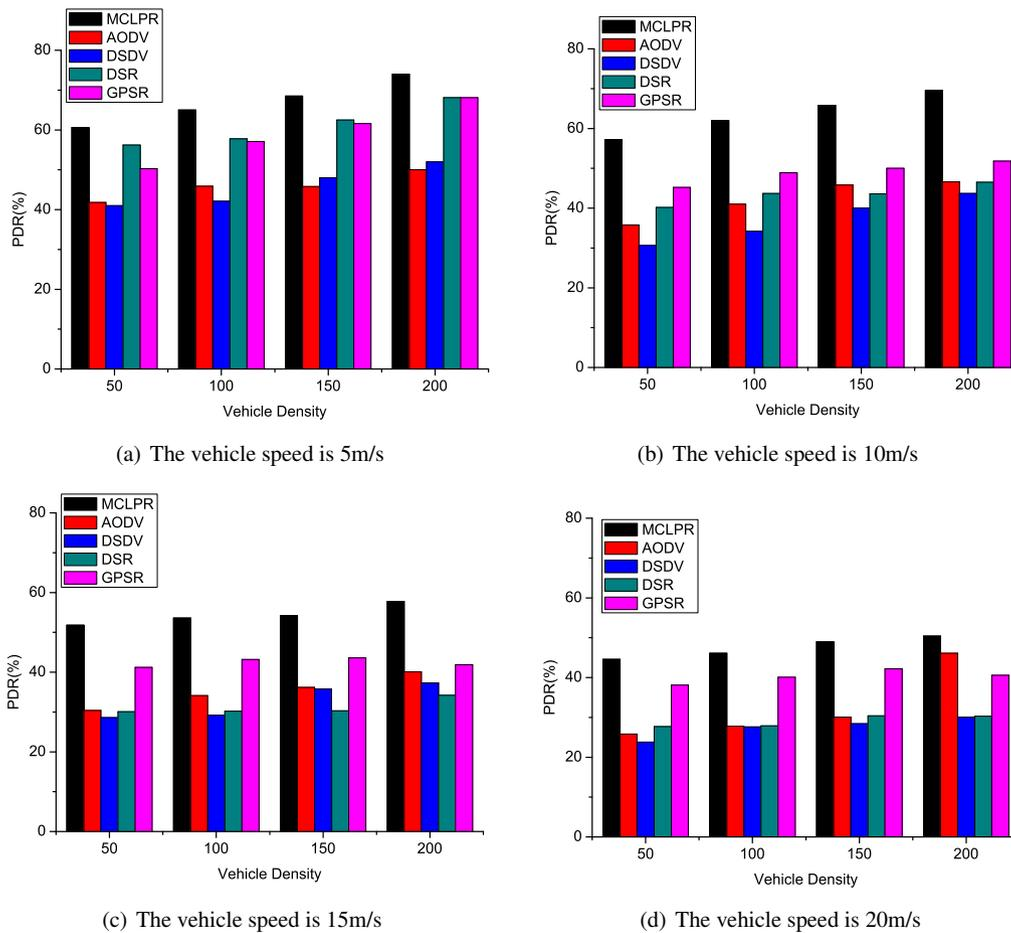 MCLPR
AODV
DSDV
DSR
GPSR
80
60
40
20
0
PDR(%)
50 100 150 200
Vehicle Density
(a) The vehicle speed is 5m/s
MCLPR
AODV
DSDV
DSR
GPSR
80
60
40
20
0
PDR(%)
50 100 150 200
Vehicle Density
(b) The vehicle speed is 10m/s
MCLPR
AODV
DSDV
DSR
GPSR
80
60
40
20
0
PDR(%)
50 100 150 200
Vehicle Density
(c) The vehicle speed is 15m/s
MCLPR
AODV
DSDV
DSR
GPSR
80
60
40
20
0
PDR(%)
50 100 150 200
Vehicle Density
(d) The vehicle speed is 20m/s